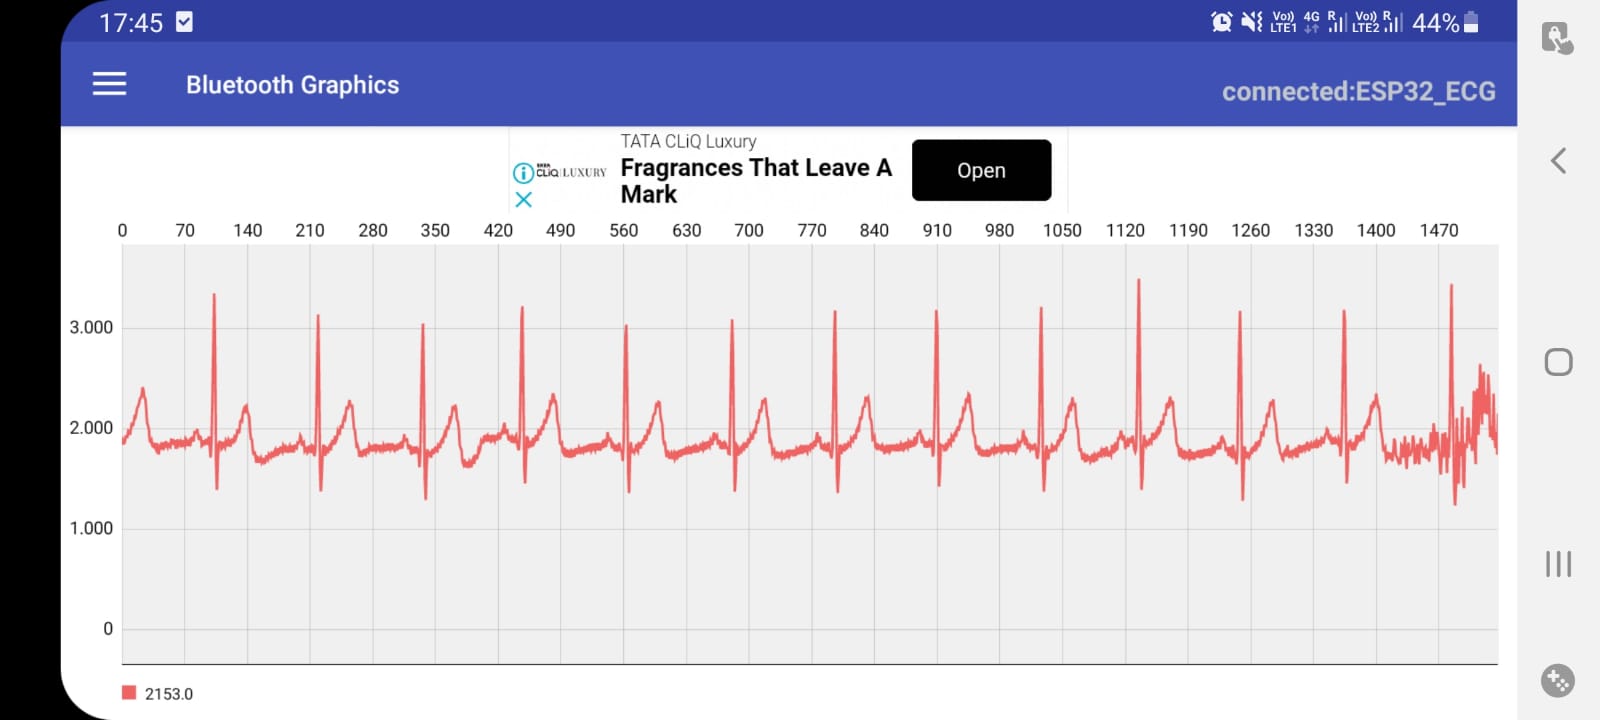 17:45
Vo)) LTE1 4G R Vo)) LTE2 R 44%
Bluetooth Graphics
connected:ESP32_ECG
TATA CLiQ Luxury
TATA CLiQ LUXURY
Fragrances That Leave A
Mark
Open
0 70 140 210 280 350 420 490 560 630 700 770 840 910 980 1050 1120 1190 1260 1330 1400 1470
3.000
2.000
1.000
0
2153.0